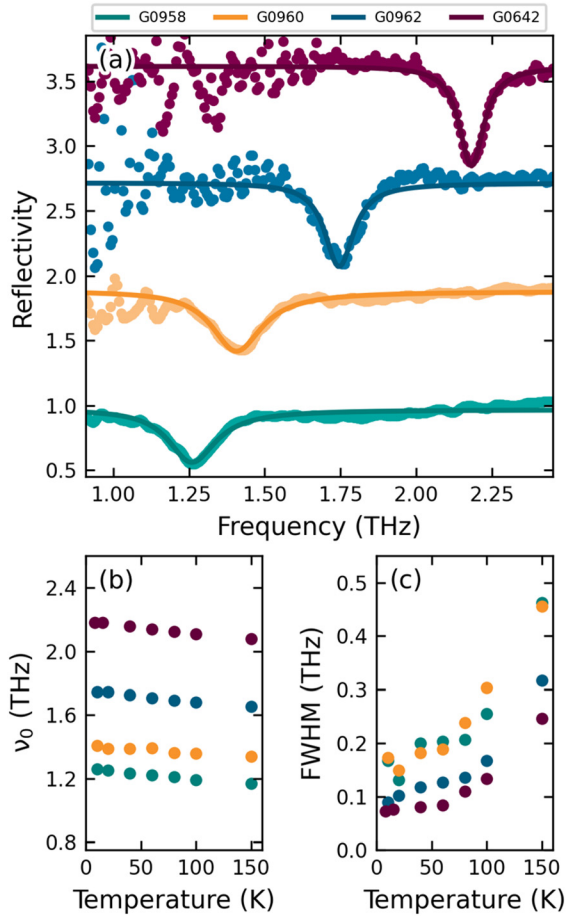 G0958 G0960 G0962 G0642
(a)
3.5
3.0
2.5
2.0
1.5
1.0
0.5
Reflectivity
1.00 1.25 1.50 1.75 2.00 2.25
Frequency (THz)
(b)
2.4
2.0
1.6
1.2
0.8
ν0 (THz)
0 50 100 150
Temperature (K)
(c)
0.5
0.4
0.3
0.2
0.1
0.0
FWHM (THz)
0 50 100 150
Temperature (K)